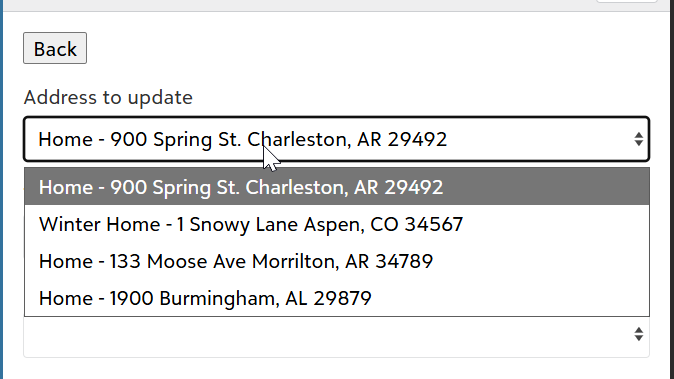 Back
Address to update
Home - 900 Spring St. Charleston, AR 29492
Home - 900 Spring St. Charleston, AR 29492
Winter Home - 1 Snowy Lane Aspen, CO 34567
Home - 133 Moose Ave Morrilton, AR 34789
Home - 1900 Burmingham, AL 29879